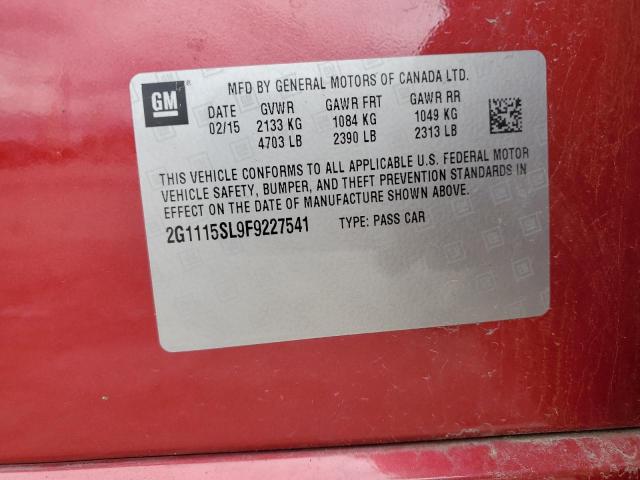 GM
MFD BY GENERAL MOTORS OF CANADA LTD.
DATE GVWR GAWR FRT GAWR RR
02/15 2133 KG 1084 KG 1049 KG
4703 LB 2390 LB 2313 LB
THIS VEHICLE CONFORMS TO ALL APPLICABLE U.S. FEDERAL MOTOR
VEHICLE SAFETY, BUMPER, AND THEFT PREVENTION STANDARDS IN
EFFECT ON THE DATE OF MANUFACTURE SHOWN ABOVE.
2G1115SL9F9227541 TYPE: PASS CAR